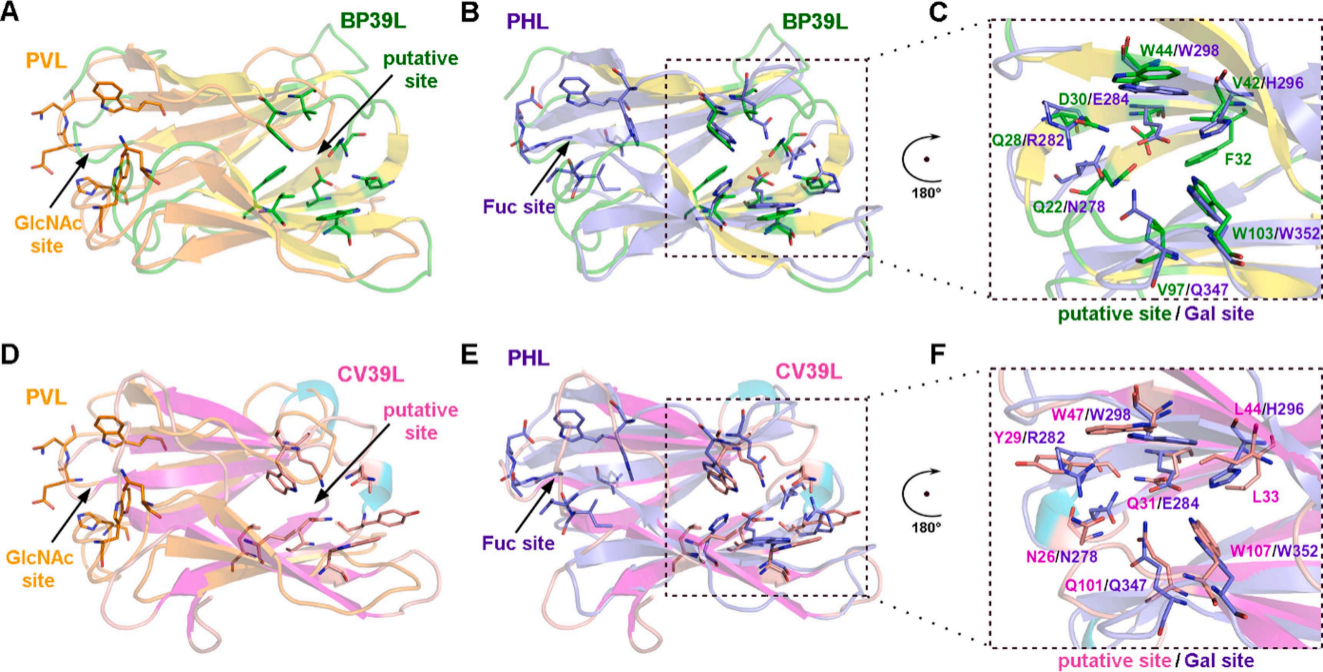 A
PVL
BP39L
putative
site
GlcNAc
site
B
PHL
BP39L
Fuc site
180°
C
W44/W298
V42/H296
D30/E284
Q28/R282
F32
Q22/N278
W103/W352
V97/Q347
putative site / Gal site
D
PVL
CV39L
putative
site
GlcNAc
site
E
PHL
CV39L
Fuc site
180°
F
W47/W298
L44/H296
Y29/R282
Q31/E284
L33
N26/N278
W107/W352
Q101/Q347
putative site / Gal site